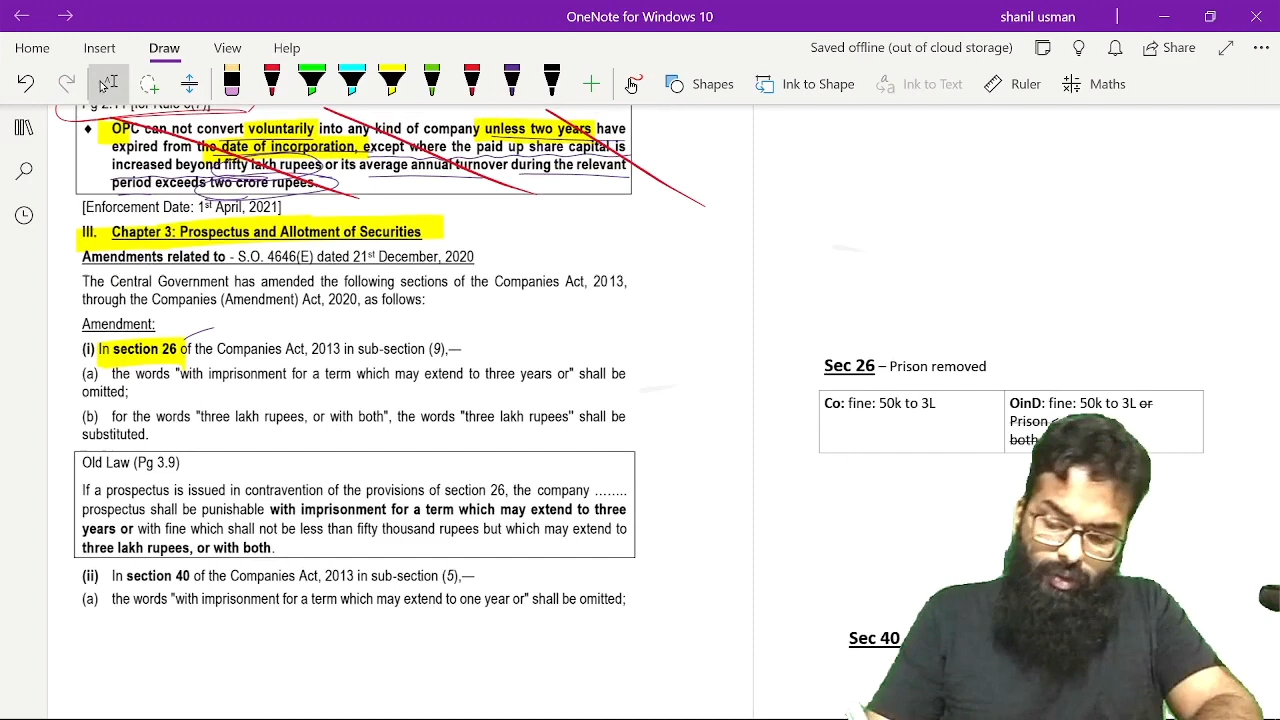 OneNote for Windows 10
shanil usman
Home Insert Draw View Help
Saved offline (out of cloud storage)
Share
Shapes
Ink to Shape
Ink to Text
Ruler
Maths
♦ OPC can not convert voluntarily into any kind of company unless two years have
expired from the date of incorporation, except where the paid up share capital is
increased beyond fifty lakh rupees or its average annual turnover during the relevant
period exceeds two crore rupees.
[Enforcement Date: 1st April, 2021]
III. Chapter 3: Prospectus and Allotment of Securities
Amendments related to - S.O. 4646(E) dated 21st December, 2020
The Central Government has amended the following sections of the Companies Act, 2013,
through the Companies (Amendment) Act, 2020, as follows:
Amendment:
(i) In section 26 of the Companies Act, 2013 in sub-section (9),—
(a) the words "with imprisonment for a term which may extend to three years or" shall be
omitted;
(b) for the words "three lakh rupees, or with both", the words "three lakh rupees" shall be
substituted.
Old Law (Pg 3.9)
If a prospectus is issued in contravention of the provisions of section 26, the company ........
prospectus shall be punishable with imprisonment for a term which may extend to three
years or with fine which shall not be less than fifty thousand rupees but which may extend to
three lakh rupees, or with both.
(ii) In section 40 of the Companies Act, 2013 in sub-section (5),—
(a) the words "with imprisonment for a term which may extend to one year or" shall be omitted;
Sec 26 – Prison removed
Co: fine: 50k to 3L
OinD: fine: 50k to 3L or
Prison
both
Sec 40